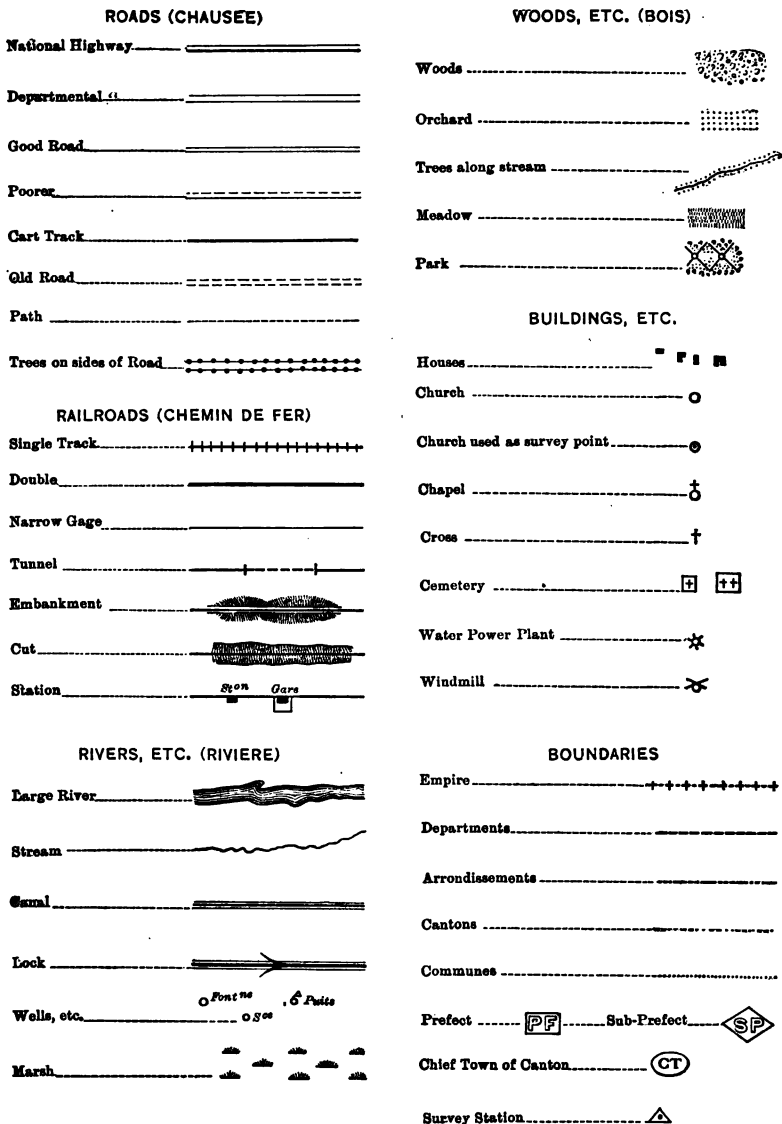 ROADS (CHAUSEE)
National Highway
Departmental "
Good Road
Poorer
Cart Track
Old Road
Path
Trees on sides of Road
RAILROADS (CHEMIN DE FER)
Single Track
Double
Narrow Gage
Tunnel
Embankment
Cut
Station Ston Gare
RIVERS, ETC. (RIVIERE)
Large River
Stream
Canal
Lock
Fontne Puits
Wells, etc. Sce
Marsh
WOODS, ETC. (BOIS)
Woods
Orchard
Trees along stream
Meadow
Park
BUILDINGS, ETC.
Houses
Church
Church used as survey point
Chapel
Cross
Cemetery
Water Power Plant
Windmill
BOUNDARIES
Empire
Departments
Arrondissements
Cantons
Communes
Prefect PF Sub-Prefect SP
Chief Town of Canton CT
Survey Station